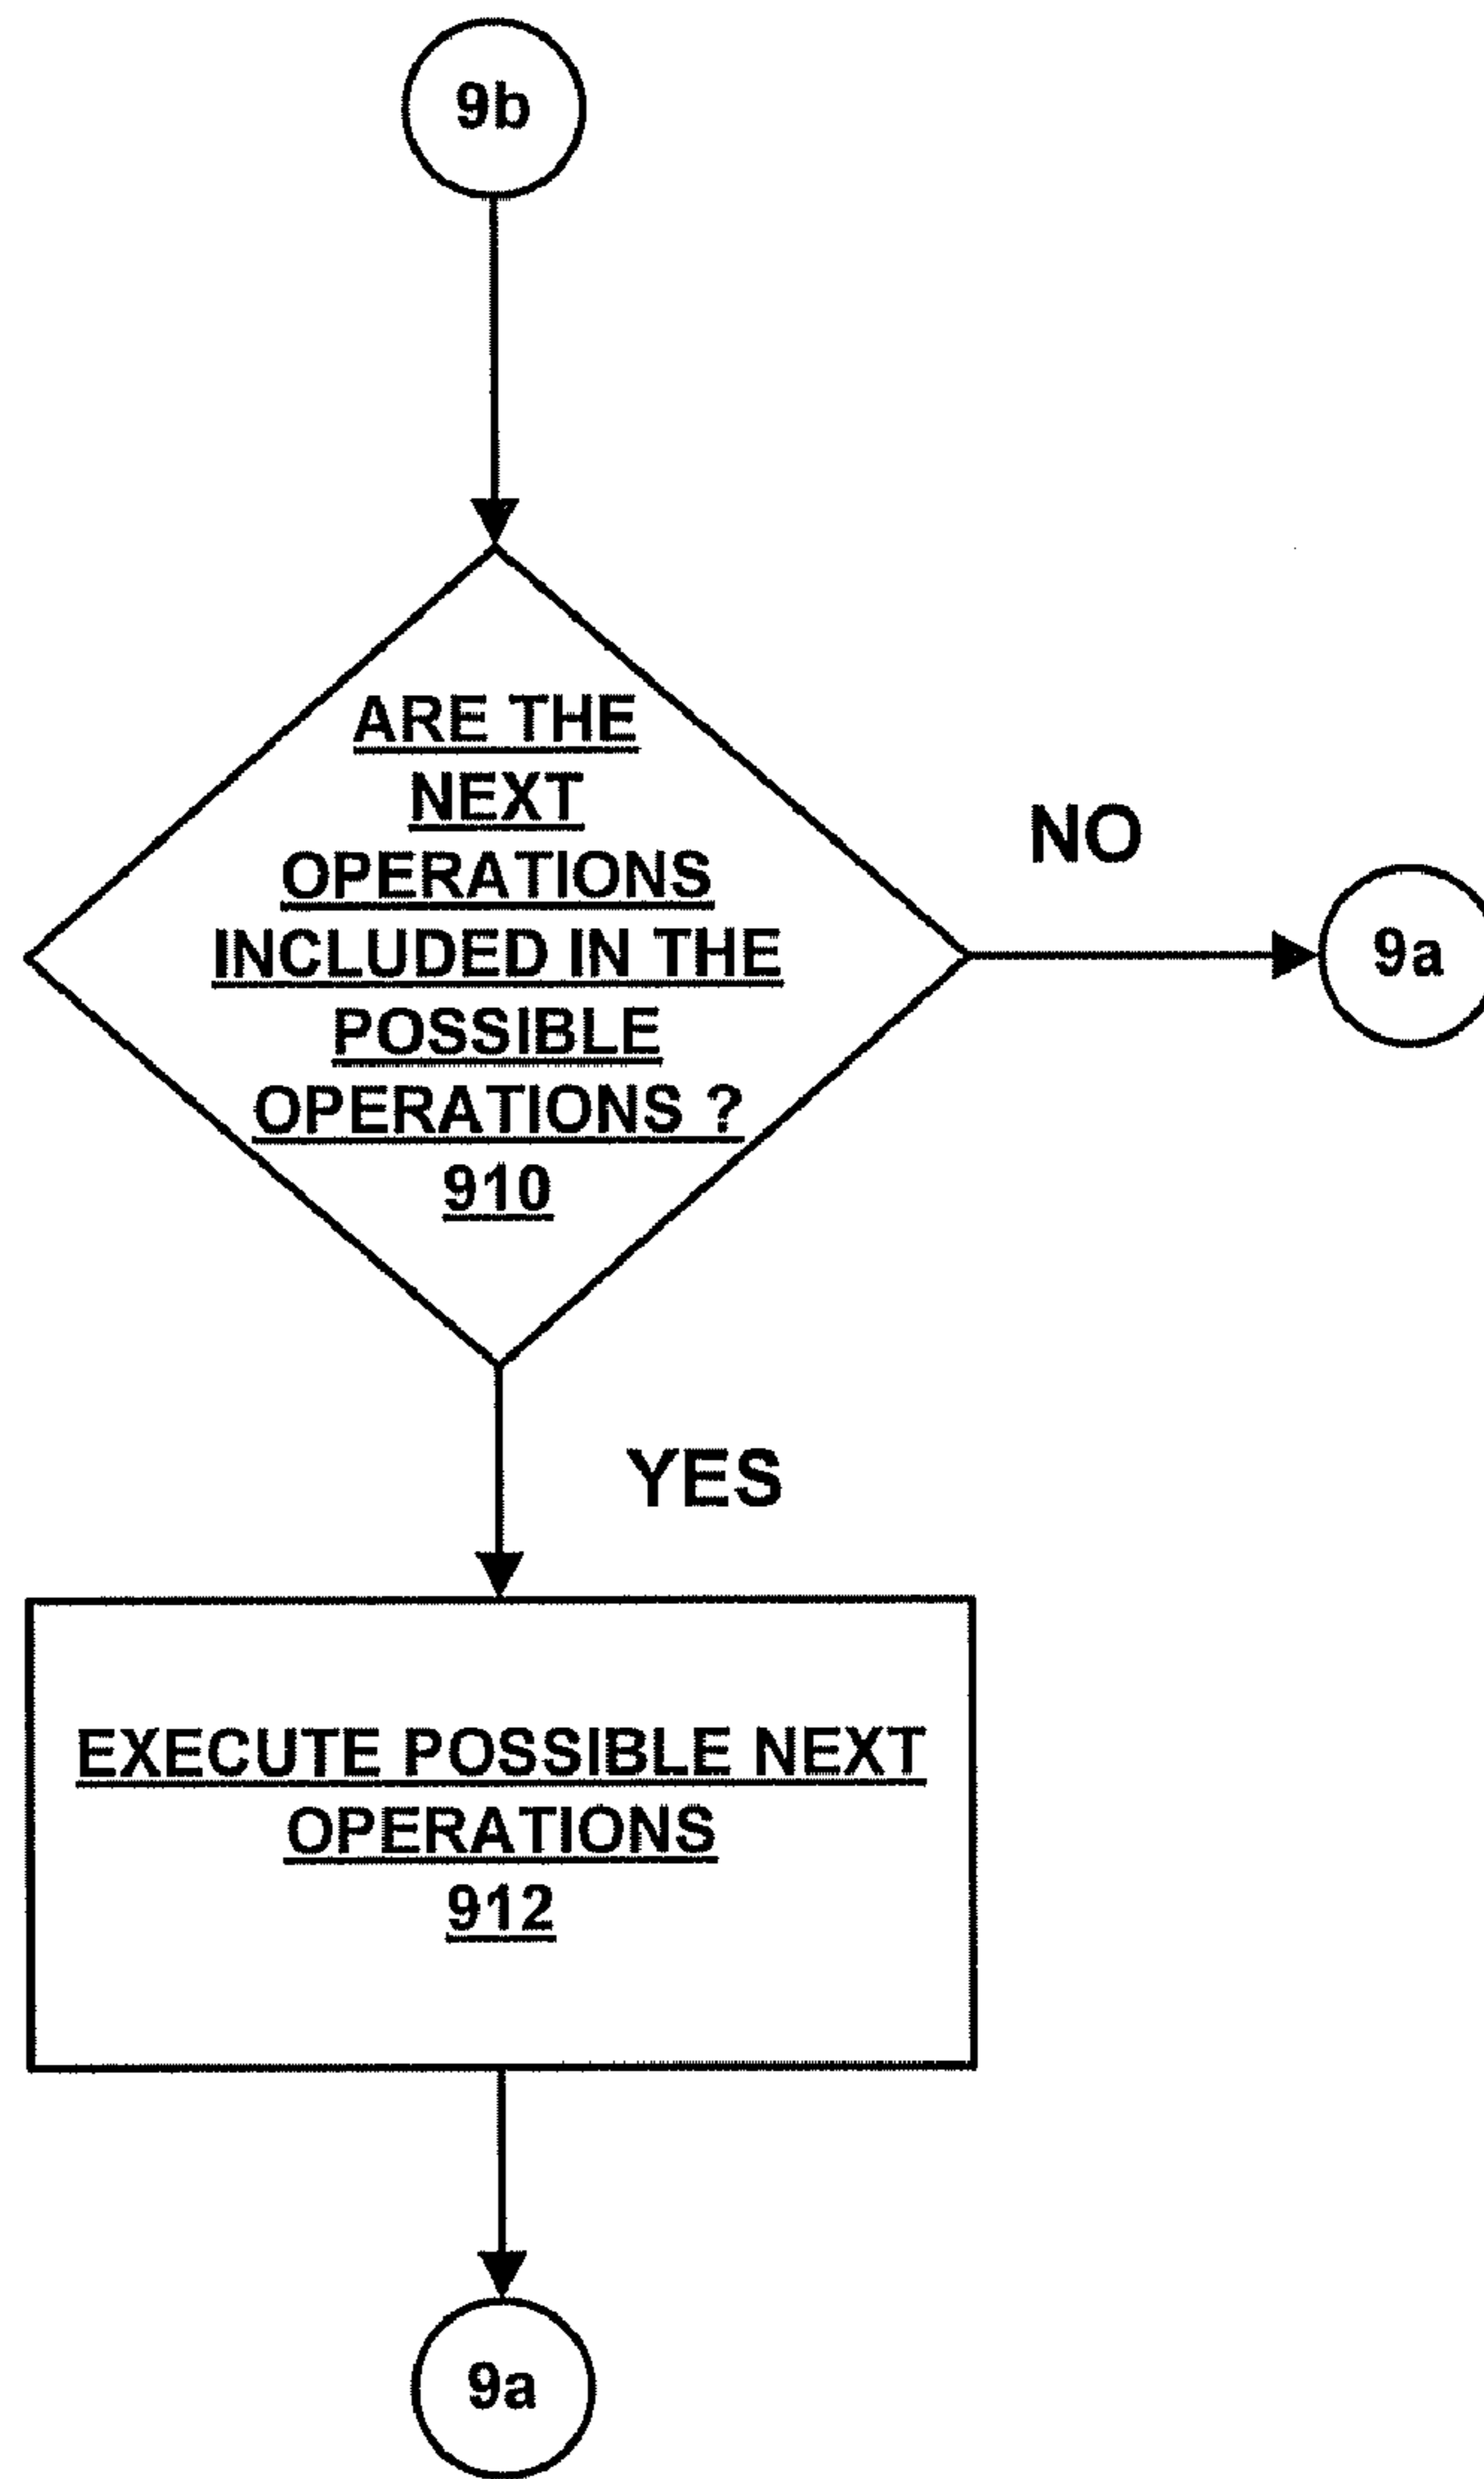 9b
ARE THE
NEXT
OPERATIONS
INCLUDED IN THE
POSSIBLE
OPERATIONS ?
910
NO
9a
YES
EXECUTE POSSIBLE NEXT
OPERATIONS
912
9a